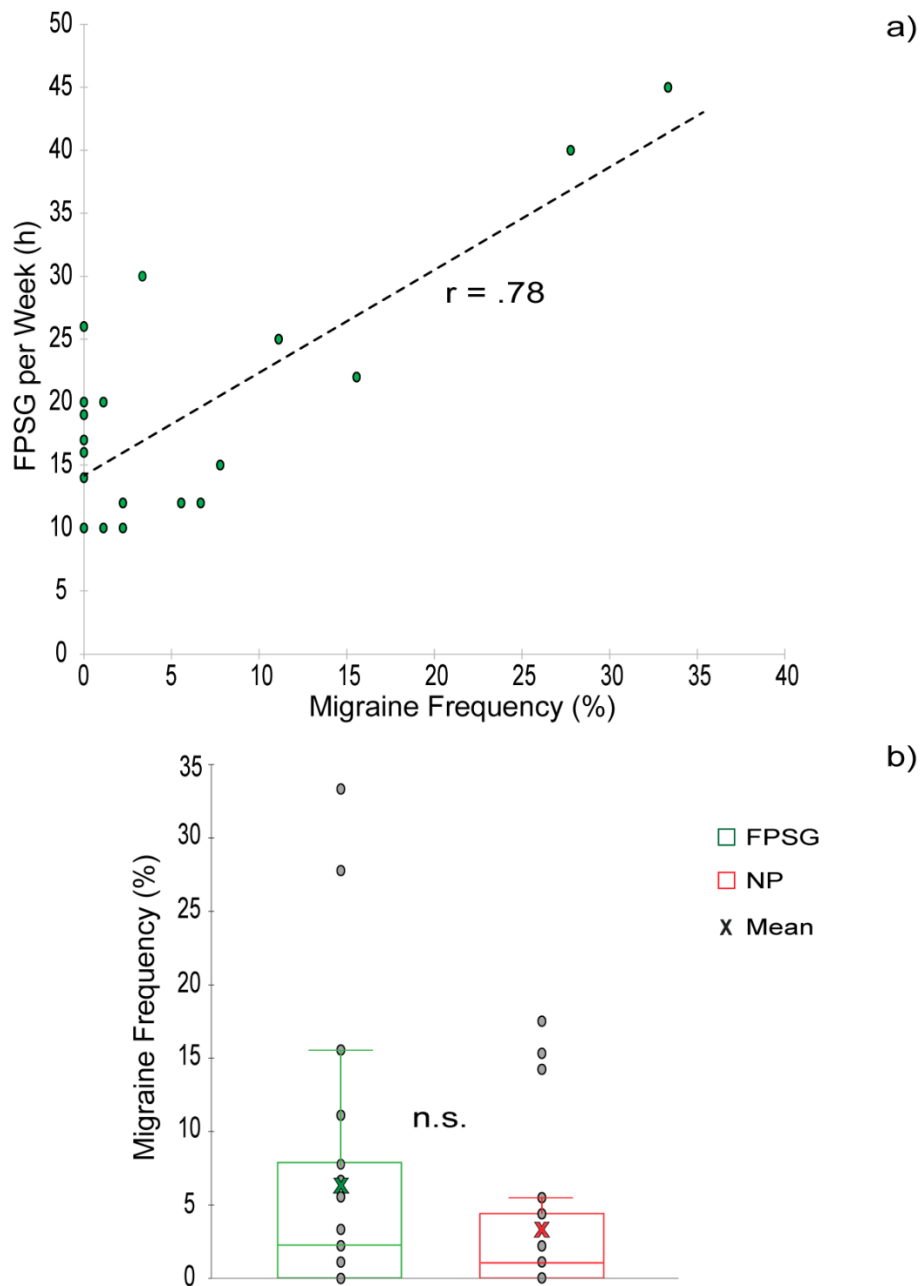 a)
50
45
40
35
30
25
20
15
10
5
0
FPSG per Week (h)
r = .78
0 5 10 15 20 25 30 35 40
Migraine Frequency (%)
b)
35
30
25
20
15
10
5
0
Migraine Frequency (%)
n.s.
FPSG
NP
X Mean